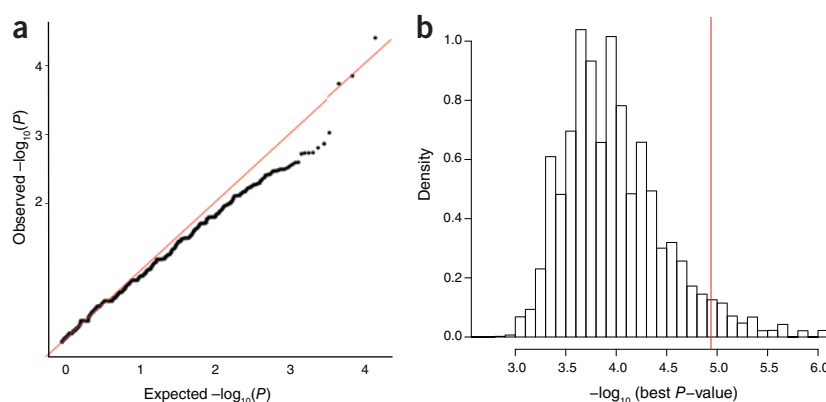 a
Observed –log10(P)
4
3
2
0 1 2 3 4
Expected –log10(P)
b
Density
1.0
0.8
0.6
0.4
0.2
0.0
3.0 3.5 4.0 4.5 5.0 5.5 6.0
–log10 (best P–value)